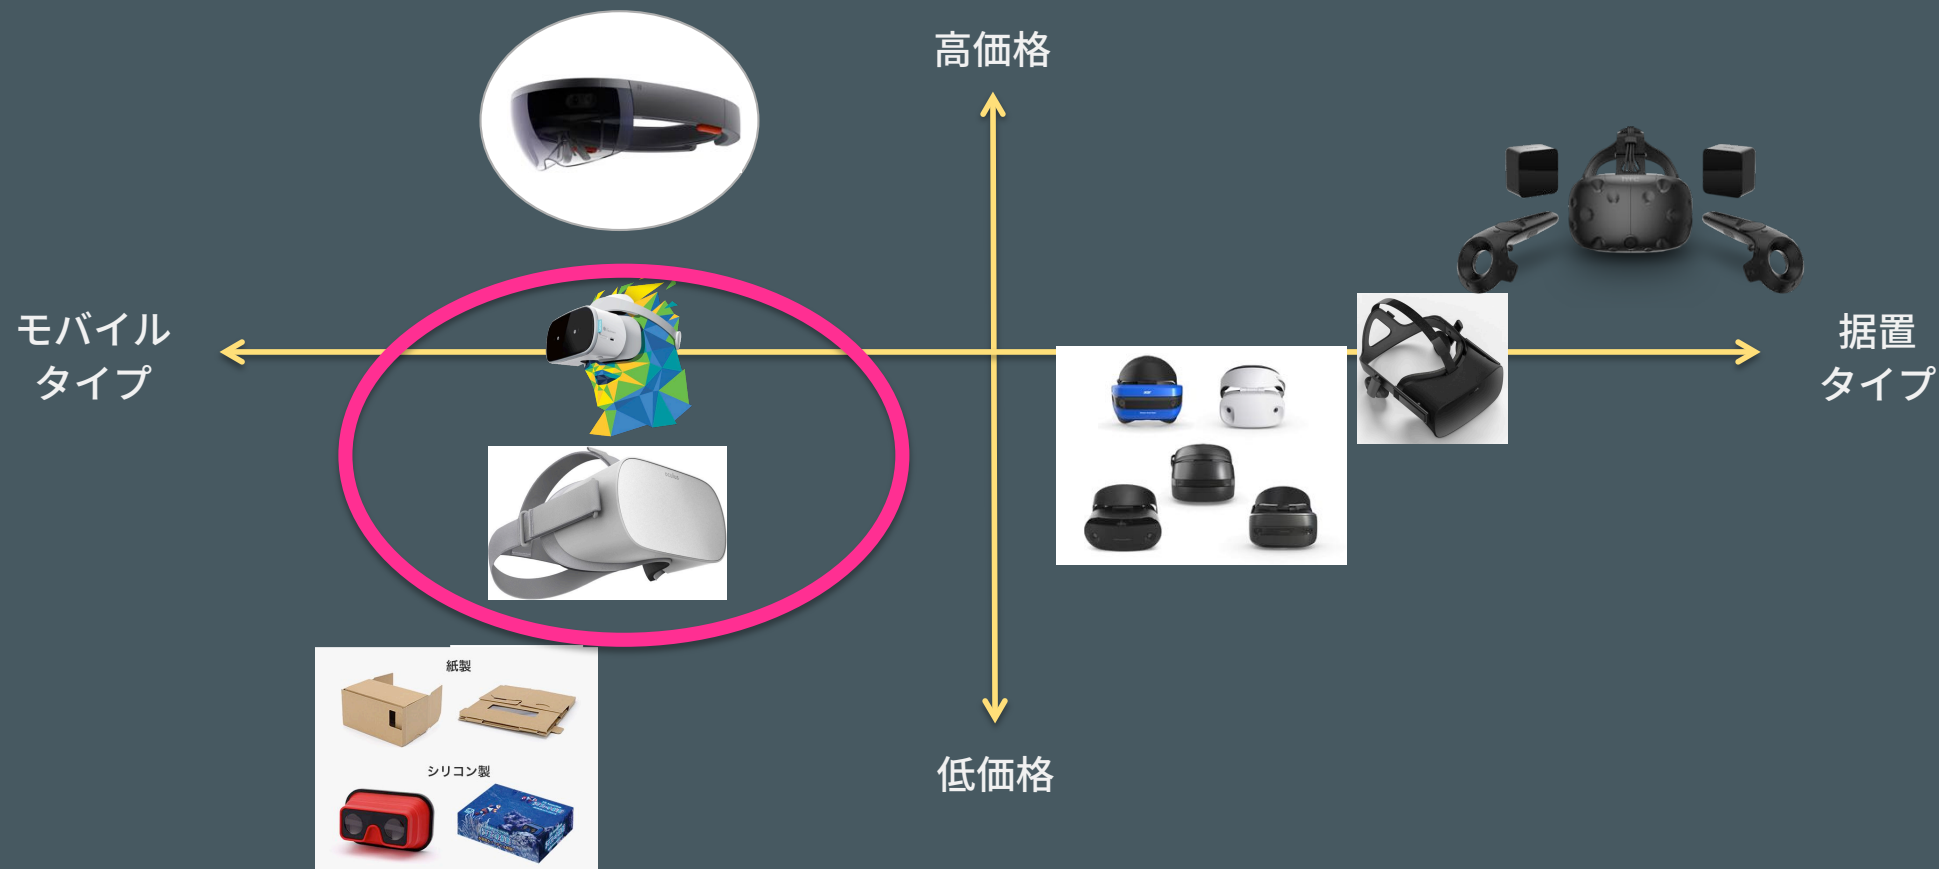 高価格
モバイル
タイプ
据置
タイプ
低価格
紙製
シリコン製